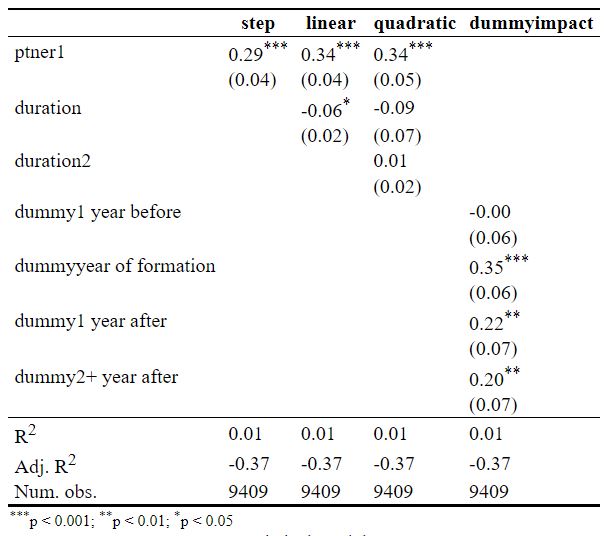 step linear quadratic dummyimpact
ptner1 0.29*** 0.34*** 0.34***
(0.04) (0.04) (0.05)
duration -0.06* -0.09
(0.02) (0.07)
duration2 0.01
(0.02)
dummy1 year before -0.00
(0.06)
dummyyear of formation 0.35***
(0.06)
dummy1 year after 0.22**
(0.07)
dummy2+ year after 0.20**
(0.07)
R2 0.01 0.01 0.01 0.01
Adj. R2 -0.37 -0.37 -0.37 -0.37
Num. obs. 9409 9409 9409 9409
***p < 0.001; **p < 0.01; *p < 0.05